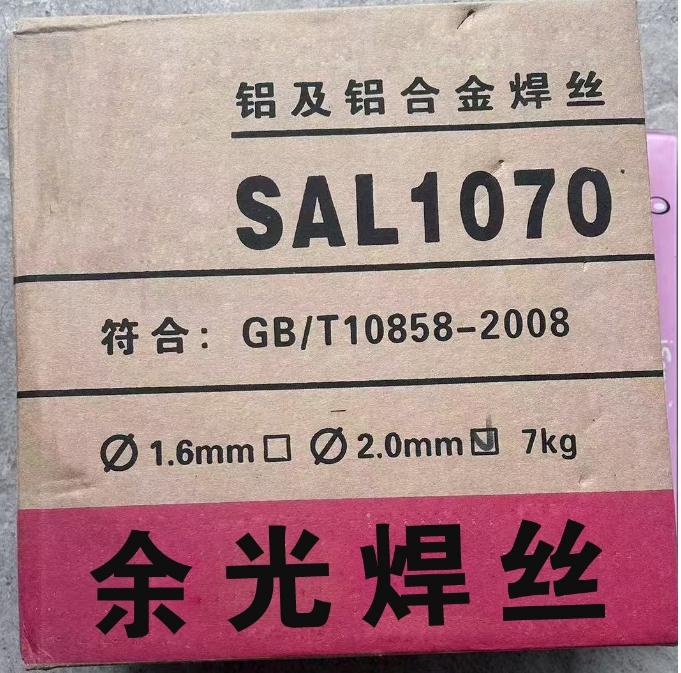 铝及铝合金焊丝
SAL1070
符合：GB/T10858-2008
Ø1.6mm☐ Ø2.0mm☑ 7kg
余光焊丝